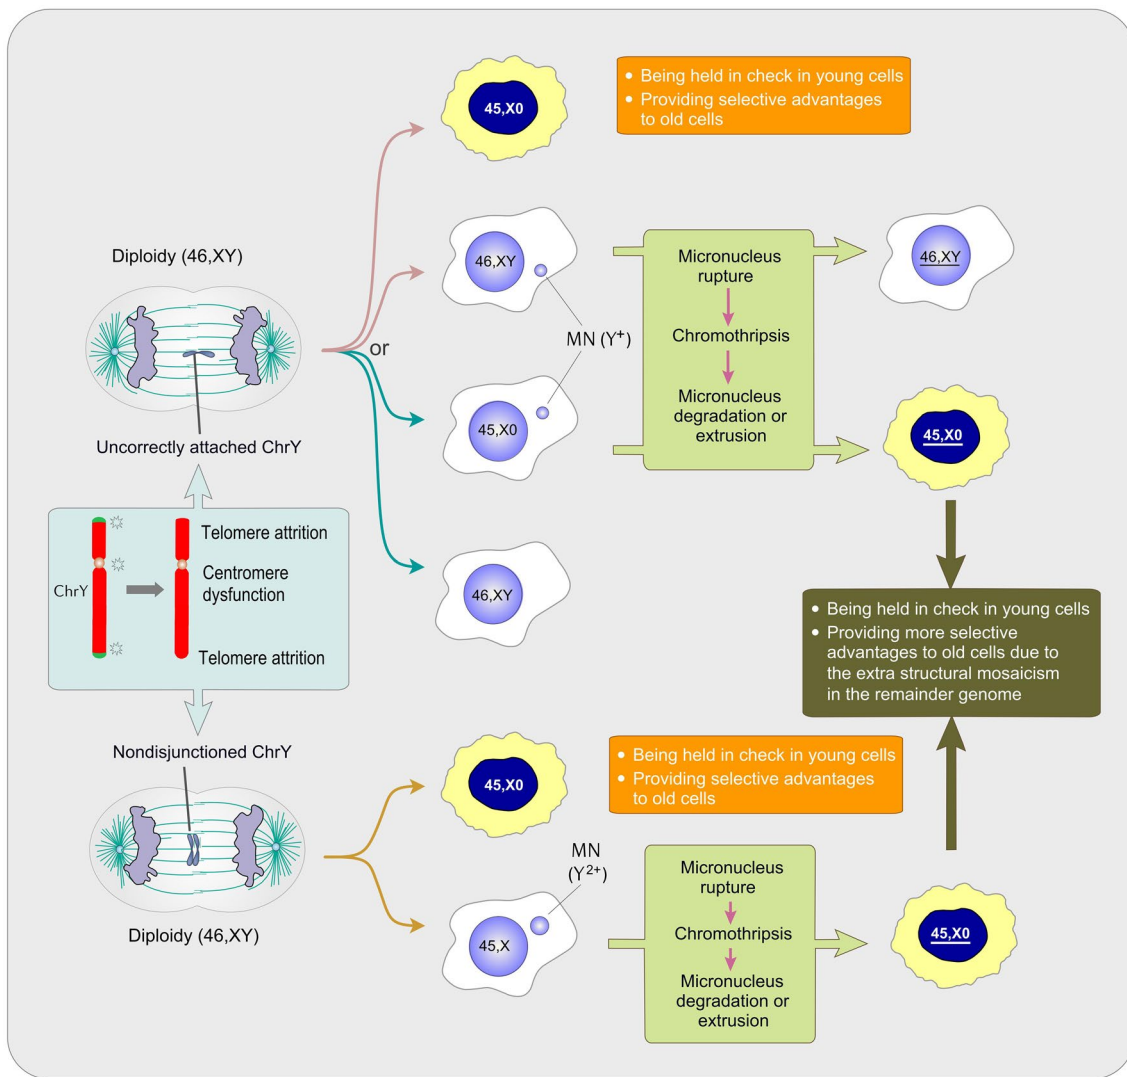 45,X0
• Being held in check in young cells
• Providing selective advantages
to old cells
Diploidy (46,XY)
46,XY
Micronucleus
rupture
46,XY
MN (Y+)
Chromothripsis
or
Micronucleus
degradation or
extrusion
45,X0
45,X0
Uncorrectly attached ChrY
Telomere attrition
ChrY
Centromere
dysfunction
Telomere attrition
46,XY
• Being held in check in young cells
• Providing more selective
advantages to old cells due to
the extra structural mosaicism
in the remainder genome
Nondisjunctioned ChrY
45,X0
• Being held in check in young cells
• Providing selective advantages
to old cells
MN
(Y2+)
Micronucleus
rupture
Diploidy (46,XY)
45,X
Chromothripsis
45,X0
Micronucleus
degradation or
extrusion